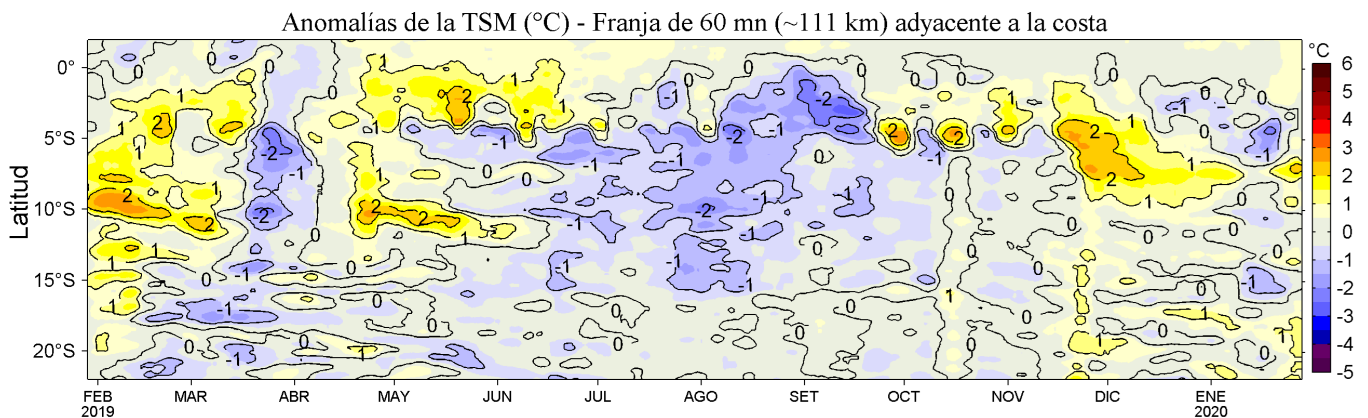 Anomalías de la TSM (°C) - Franja de 60 mn (~111 km) adyacente a la costa
°C
6
5
4
3
2
1
0
-1
-2
-3
-4
-5
Latitud
0°
5°S
10°S
15°S
20°S
FEB MAR ABR MAY JUN JUL AGO SET OCT NOV DIC ENE
2019 2020